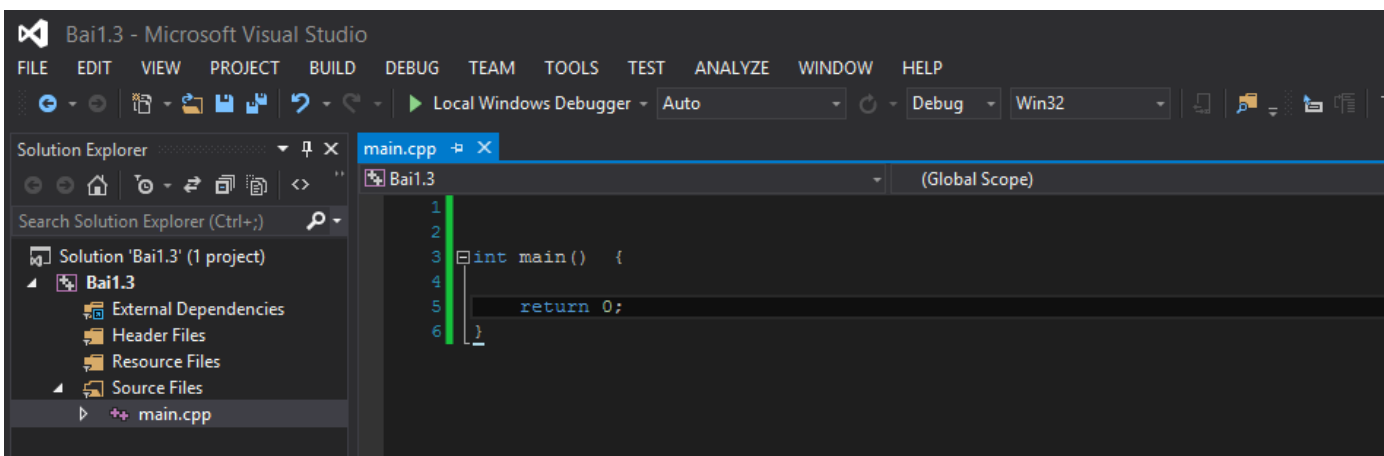 Bai1.3 - Microsoft Visual Studio
FILE EDIT VIEW PROJECT BUILD DEBUG TEAM TOOLS TEST ANALYZE WINDOW HELP
Local Windows Debugger Auto Debug Win32
Solution Explorer
main.cpp
Bai1.3 (Global Scope)
Search Solution Explorer (Ctrl+;)
Solution 'Bai1.3' (1 project)
Bai1.3
External Dependencies
Header Files
Resource Files
Source Files
main.cpp
1
2
3 int main() {
4
5 return 0;
6 }